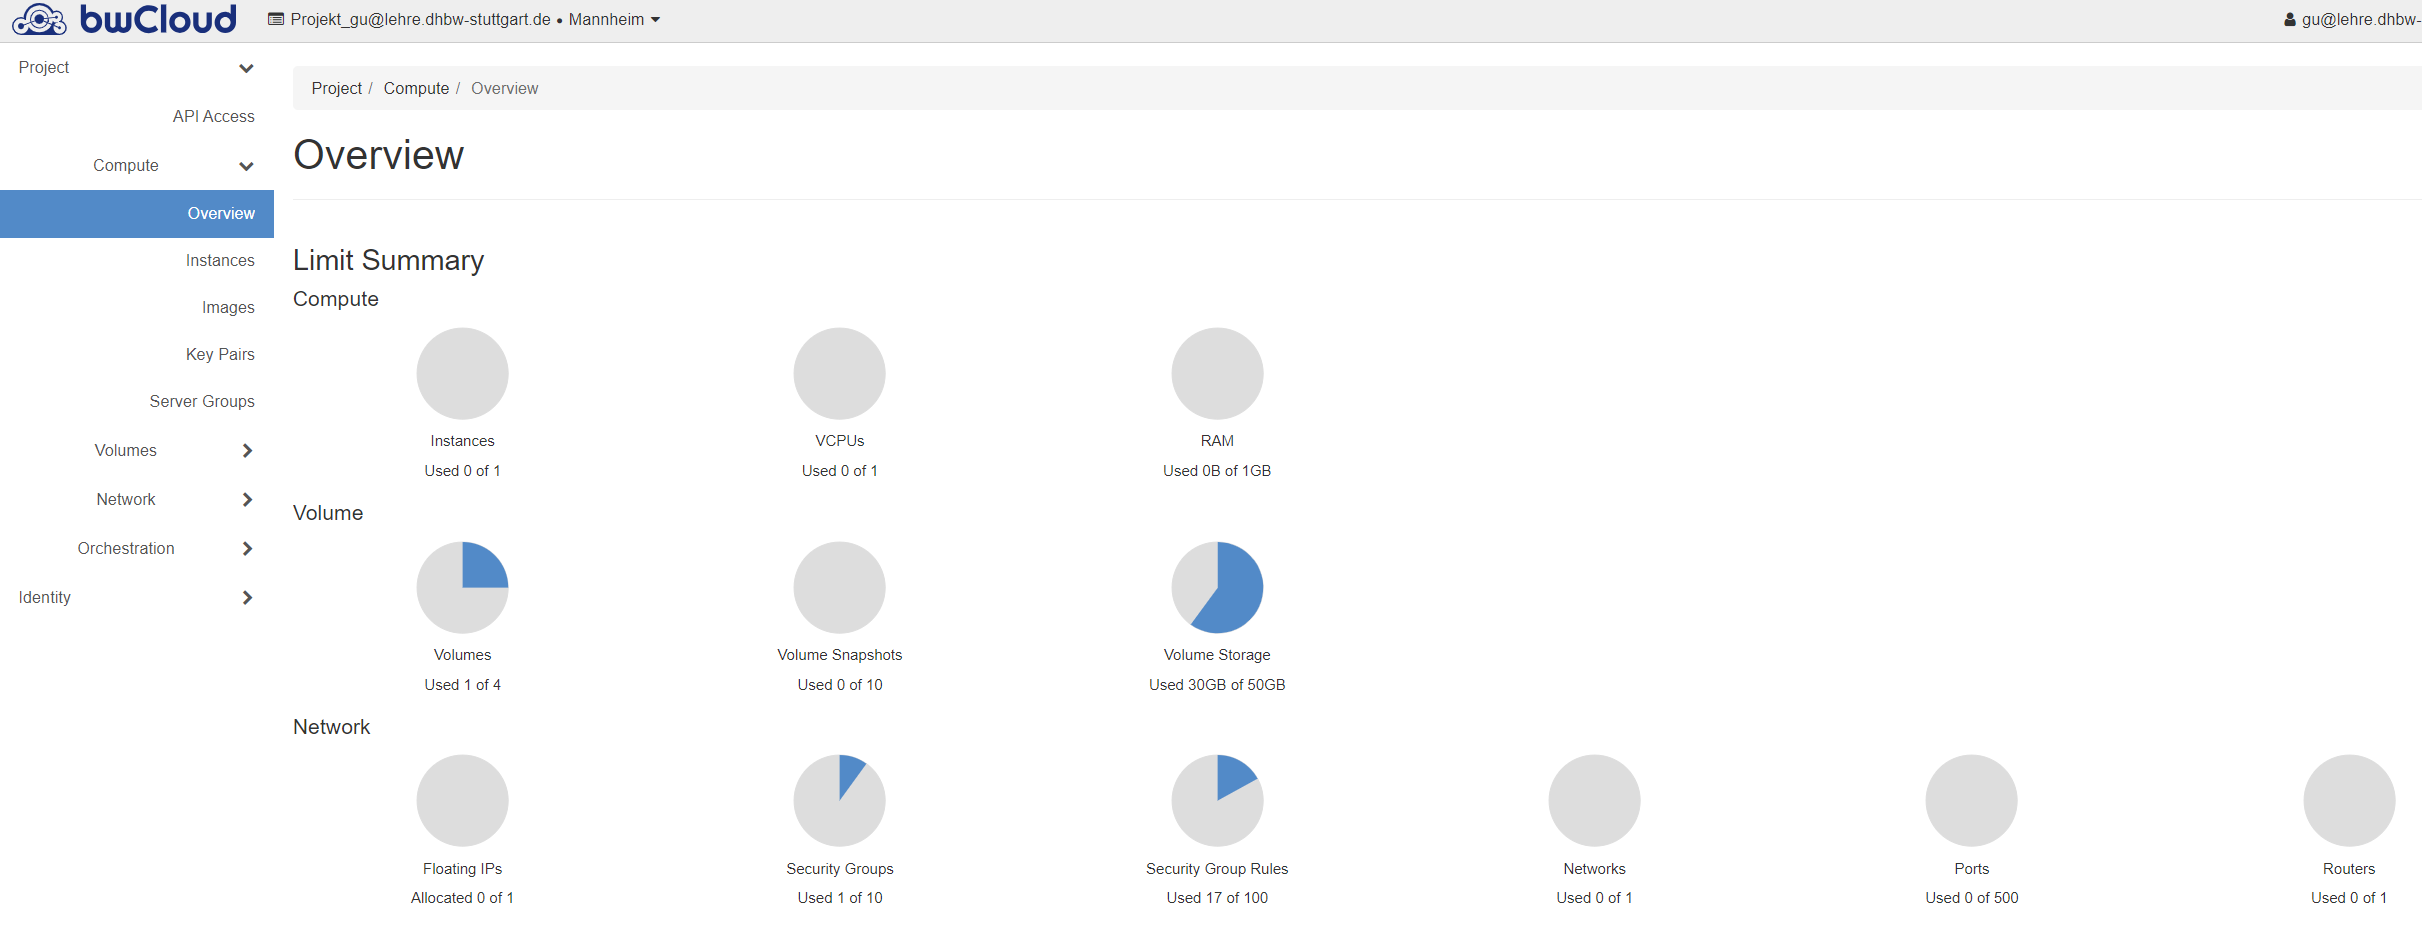 bwCloud Projekt_gu@lehre.dhbw-stuttgart.de • Mannheim gu@lehre.dhbw-
Project
API Access
Compute
Overview
Instances
Images
Key Pairs
Server Groups
Volumes
Network
Orchestration
Identity
Project / Compute / Overview
Overview
Limit Summary
Compute
Instances
Used 0 of 1
VCPUs
Used 0 of 1
RAM
Used 0B of 1GB
Volume
Volumes
Used 1 of 4
Volume Snapshots
Used 0 of 10
Volume Storage
Used 30GB of 50GB
Network
Floating IPs
Allocated 0 of 1
Security Groups
Used 1 of 10
Security Group Rules
Used 17 of 100
Networks
Used 0 of 1
Ports
Used 0 of 500
Routers
Used 0 of 1